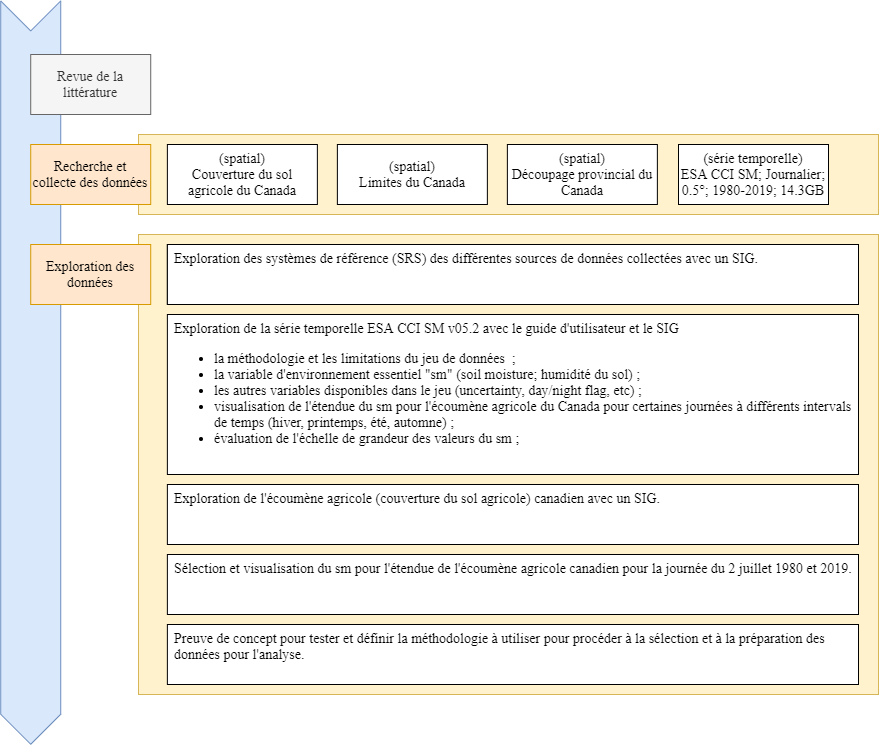 Revue de la
littérature
Recherche et
collecte des données
(spatial)
Couverture du sol
agricole du Canada
(spatial)
Limites du Canada
(spatial)
Découpage provincial du
Canada
(série temporelle)
ESA CCI SM; Journalier;
0.5°; 1980-2019; 14.3GB
Exploration des
données
Exploration des systèmes de référence (SRS) des différentes sources de données collectées avec un SIG.
Exploration de la série temporelle ESA CCI SM v05.2 avec le guide d'utilisateur et le SIG
• la méthodologie et les limitations du jeu de données  ;
• la variable d'environnement essentiel "sm" (soil moisture; humidité du sol) ;
• les autres variables disponibles dans le jeu (uncertainty, day/night flag, etc) ;
• visualisation de l'étendue du sm pour l'écoumène agricole du Canada pour certaines journées à différents intervals
de temps (hiver, printemps, été, automne) ;
• évaluation de l'échelle de grandeur des valeurs du sm ;
Exploration de l'écoumène agricole (couverture du sol agricole) canadien avec un SIG.
Sélection et visualisation du sm pour l'étendue de l'écoumène agricole canadien pour la journée du 2 juillet 1980 et 2019.
Preuve de concept pour tester et définir la méthodologie à utiliser pour procéder à la sélection et à la préparation des
données pour l'analyse.